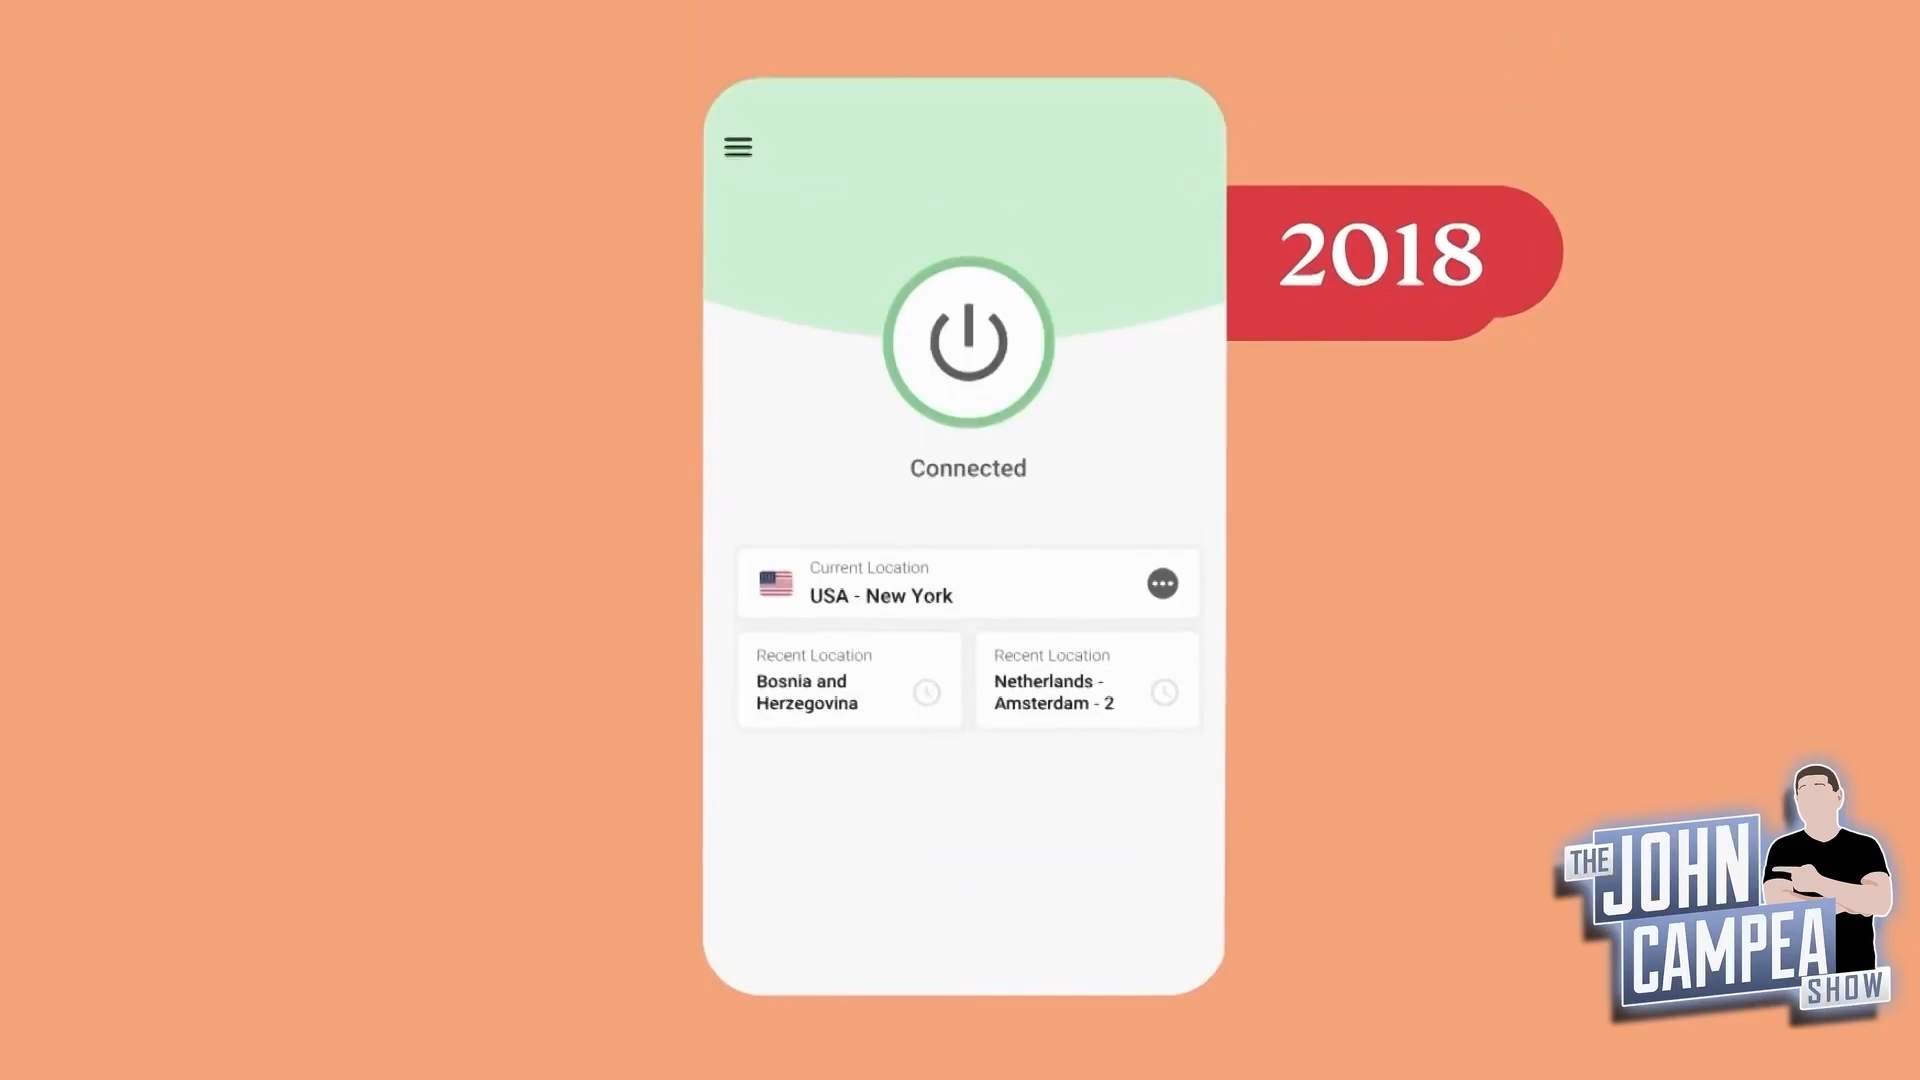 2018
Connected
Current Location
USA - New York
Recent Location
Bosnia and
Herzegovina
Recent Location
Netherlands -
Amsterdam - 2
THE
JOHN
CAMPEA
SHOW